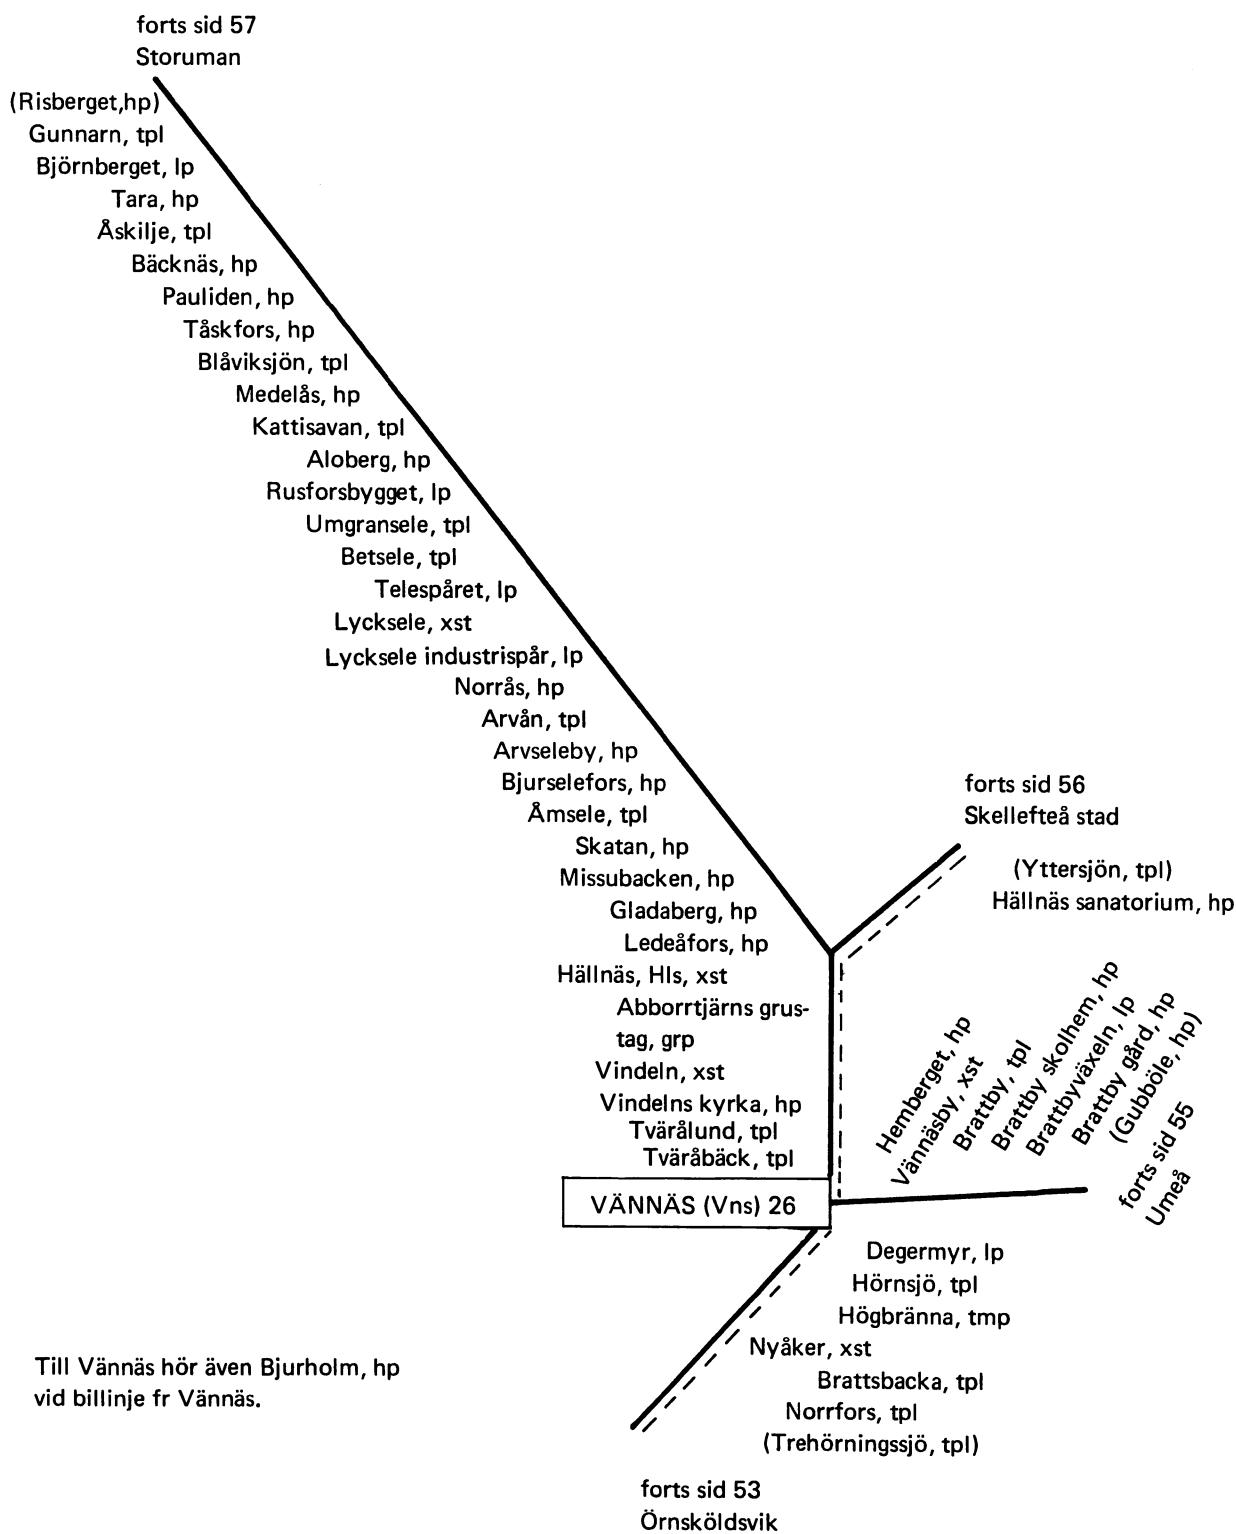 forts sid 57
Storuman
(Risberget,hp)
Gunnarn, tpl
Björnberget, lp
Tara, hp
Åskilje, tpl
Bäcknäs, hp
Pauliden, hp
Tåskfors, hp
Blåviksjön, tpl
Medelås, hp
Kattisavan, tpl
Aloberg, hp
Rusforsbygget, lp
Umgransele, tpl
Betsele, tpl
Telespåret, lp
Lycksele, xst
Lycksele industrispår, lp
Norrås, hp
Arvån, tpl
Arvseleby, hp
Bjurselefors, hp
Åmsele, tpl
Skatan, hp
Missubacken, hp
Gladaberg, hp
Ledeåfors, hp
Hällnäs, Hls, xst
Abborrtjärns grus-
tag, grp
Vindeln, xst
Vindelns kyrka, hp
Tvärålund, tpl
Tväråbäck, tpl
VÄNNÄS (Vns) 26
forts sid 56
Skellefteå stad
(Yttersjön, tpl)
Hällnäs sanatorium, hp
Hemberget, hp
Vännäsby, xst
Brattby, tpl
Brattby skolhem, hp
Brattbyväxeln, lp
Brattby gård, hp
(Gubböle, hp)
forts sid 55
Umeå
Degermyr, lp
Hörnsjö, tpl
Högbränna, tmp
Nyåker, xst
Brattsbacka, tpl
Norrfors, tpl
(Trehörningssjö, tpl)
forts sid 53
Örnsköldsvik
Till Vännäs hör även Bjurholm, hp
vid billinje fr Vännäs.